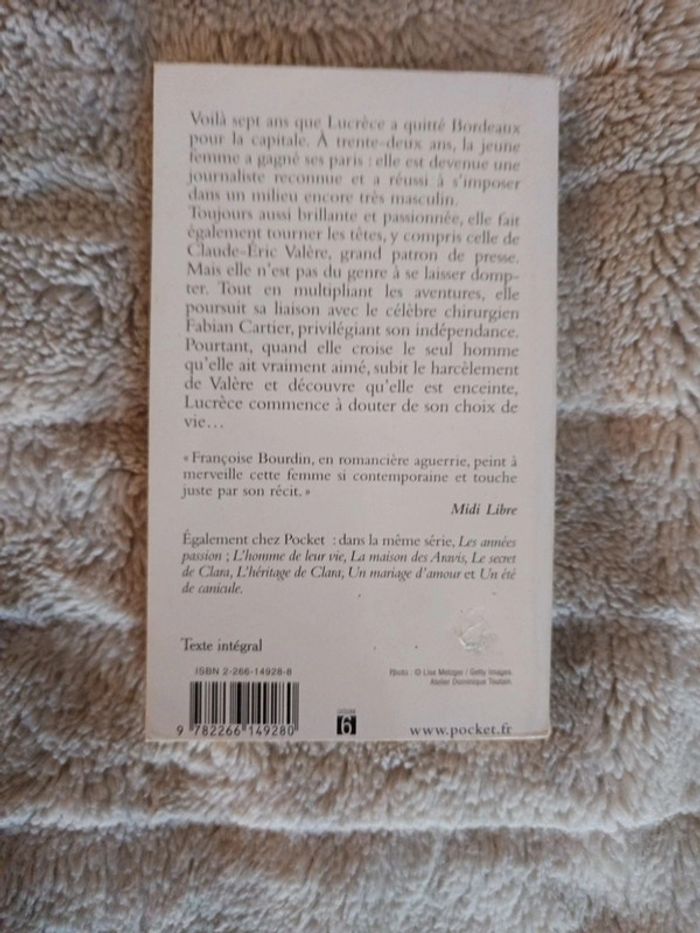 Voilà sept ans que Lucrèce a quitté Bordeaux
pour la capitale. À trente-deux ans, la jeune
femme a gagné ses paris : elle est devenue une
journaliste reconnue et a réussi à s'imposer
dans un milieu encore très masculin.
Toujours aussi brillante et passionnée, elle fait
également tourner les têtes, y compris celle de
Claude-Éric Valère, grand patron de presse.
Mais elle n'est pas du genre à se laisser domp-
ter. Tout en multipliant les aventures, elle
poursuit sa liaison avec le célèbre chirurgien
Fabian Cartier, privilégiant son indépendance.
Pourtant, quand elle croise le seul homme
qu'elle ait vraiment aimé, subit le harcèlement
de Valère et découvre qu'elle est enceinte,
Lucrèce commence à douter de son choix de
vie…
« Françoise Bourdin, en romancière aguerrie, peint à
merveille cette femme si contemporaine et touche
juste par son récit. »
Midi Libre
Également chez Pocket : dans la même série, Les années
passion ; L'homme de leur vie, La maison des Aravis, Le secret
de Clara, L'héritage de Clara, Un mariage d'amour et Un été
de canicule.
Texte intégral
ISBN 2-266-14928-8
Photo : © Lisa Metzger / Getty Images.
Atelier Dominique Toutain.
9 782266 149280
6
www.pocket.fr